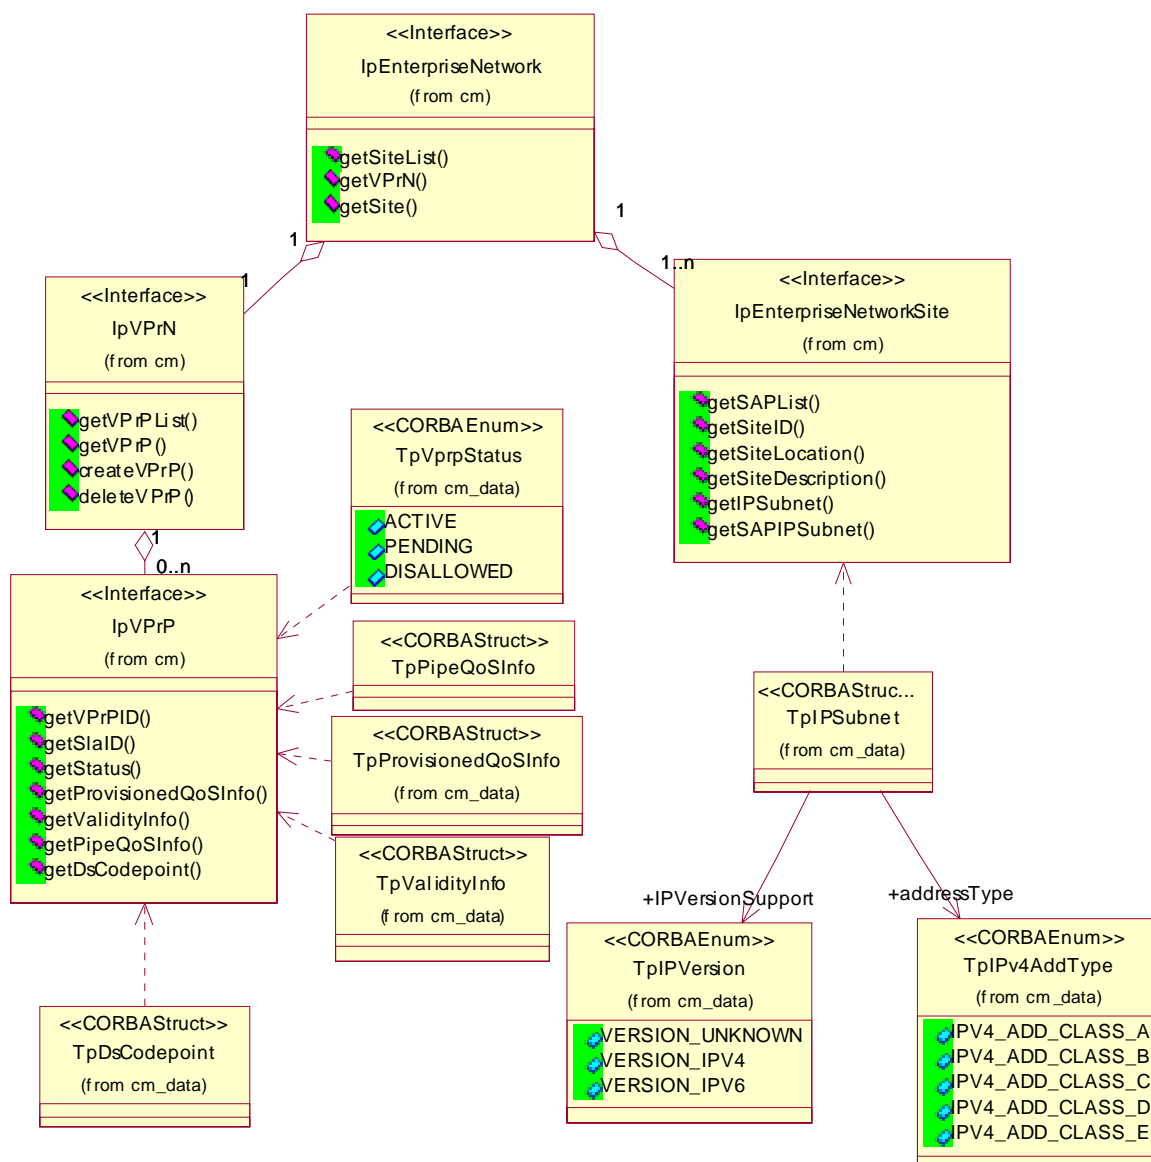 <<Interface>>
IpEnterpriseNetwork
(from cm)
getSiteList()
getVPrN()
getSite()
1
1
1
1..n
<<Interface>>
IpVPrN
(from cm)
getVPrPList()
getVPrP()
createVPrP()
deleteVPrP()
1
0..n
<<Interface>>
IpEnterpriseNetworkSite
(from cm)
getSAPList()
getSiteID()
getSiteLocation()
getSiteDescription()
getIPSubnet()
getSAPIPSubnet()
<<CORBAEnum>>
TpVprpStatus
(from cm_data)
ACTIVE
PENDING
DISALLOWED
<<Interface>>
IpVPrP
(from cm)
getVPrPID()
getSlaID()
getStatus()
getProvisionedQoSInfo()
getValidityInfo()
getPipeQoSInfo()
getDsCodepoint()
<<CORBAStruct>>
TpPipeQoSInfo
<<CORBAStruct>>
TpProvisionedQoSInfo
(from cm_data)
<<CORBAStruct>>
TpValidityInfo
(from cm_data)
<<CORBAStruc...
TpIPSubnet
(from cm_data)
+IPVersionSupport
+addressType
<<CORBAEnum>>
TpIPVersion
(from cm_data)
VERSION_UNKNOWN
VERSION_IPV4
VERSION_IPV6
<<CORBAEnum>>
TpIPv4AddType
(from cm_data)
IPV4_ADD_CLASS_A
IPV4_ADD_CLASS_B
IPV4_ADD_CLASS_C
IPV4_ADD_CLASS_D
IPV4_ADD_CLASS_E
<<CORBAStruct>>
TpDsCodepoint
(from cm_data)